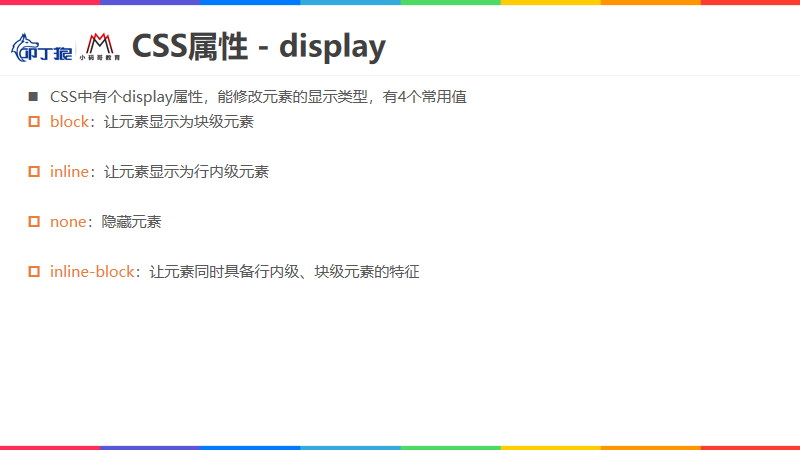 叩丁狼
小码哥教育
CSS属性 - display
CSS中有个display属性，能修改元素的显示类型，有4个常用值
block：让元素显示为块级元素
inline：让元素显示为行内级元素
none：隐藏元素
inline-block：让元素同时具备行内级、块级元素的特征